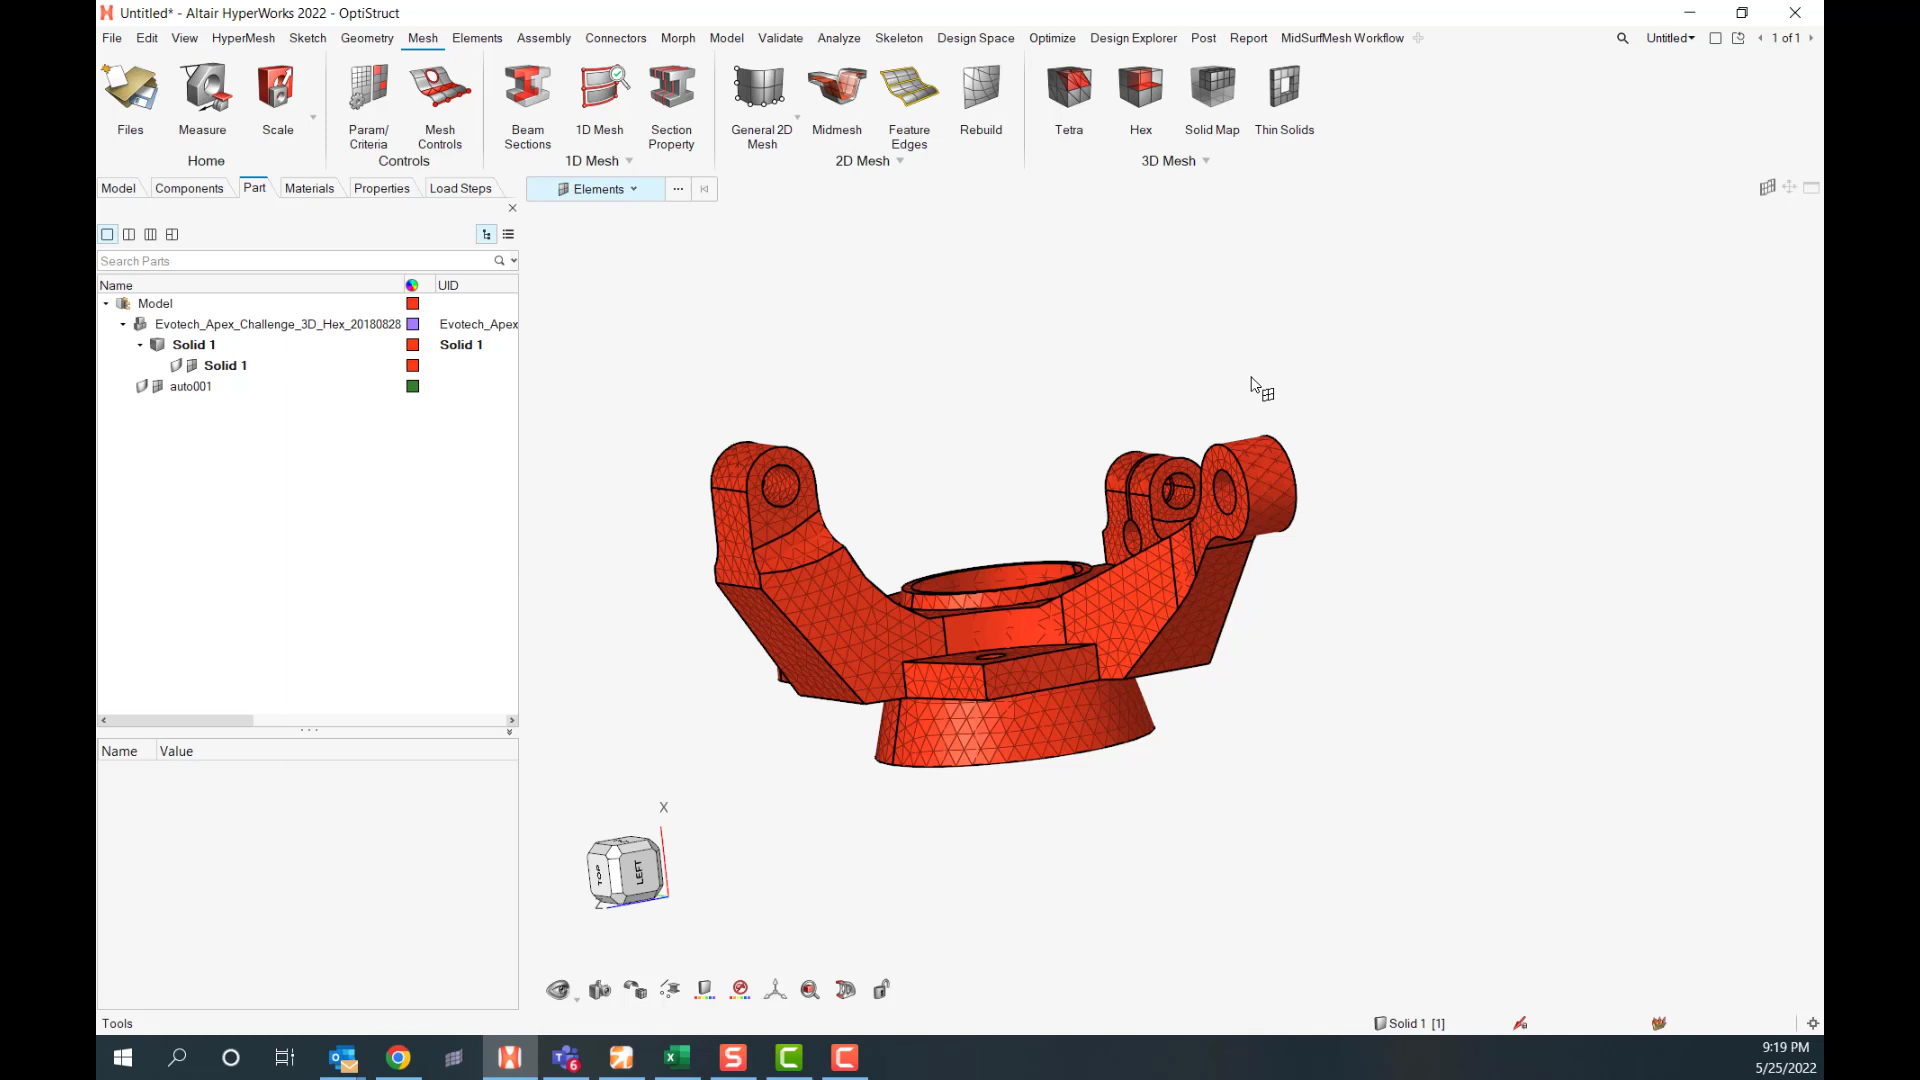 Untitled* - Altair HyperWorks 2022 - OptiStruct
File Edit View HyperMesh Sketch Geometry Mesh Elements Assembly Connectors Morph Model Validate Analyze Skeleton Design Space Optimize Design Explorer Post Report MidSurfMesh Workflow Untitled 1 of 1
Files Measure Scale Param/ Criteria Mesh Controls Beam Sections 1D Mesh Section Property General 2D Mesh Midmesh Feature Edges Rebuild Tetra Hex Solid Map Thin Solids
Home Controls 1D Mesh 2D Mesh 3D Mesh
Model Components Part Materials Properties Load Steps Elements
Search Parts
Name UID
Model
Evotech_Apex_Challenge_3D_Hex_20180828 Evotech_Apex
Solid 1 Solid 1
Solid 1
auto001
Name Value
X
TOP LEFT
Z
Tools Solid 1 [1]
6
9:19 PM
5/25/2022